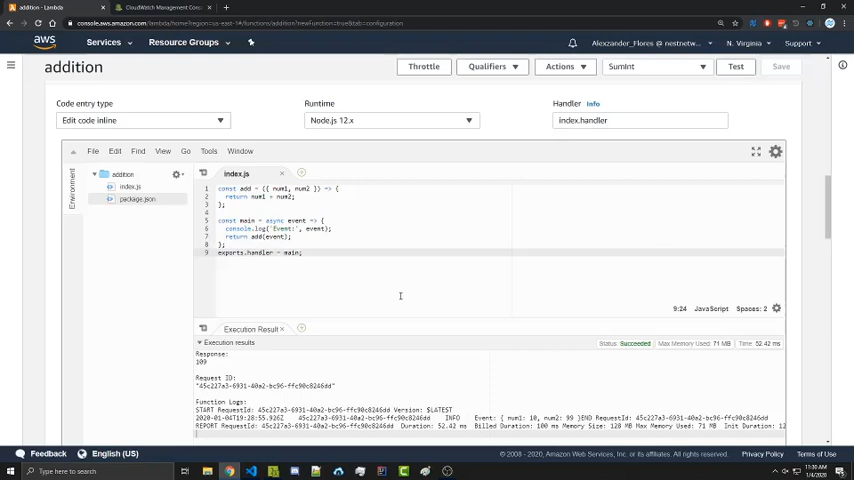 addition - Lambda
CloudWatch Management Cons
console.aws.amazon.com/lambda/home?region=us-east-1#/functions/addition?newFunction=true&tab=configuration
aws
Services
Resource Groups
Alexzander_Flores @ nestnetw...
N. Virginia
Support
addition
Throttle
Qualifiers
Actions
SumInt
Test
Save
Code entry type
Runtime
Handler Info
Edit code inline
Node.js 12.x
index.handler
File Edit Find View Go Tools Window
Environment
addition
index.js
package.json
index.js
1 const add = ({ num1, num2 }) => {
2 return num1 + num2;
3 };
4
5 const main = async event => {
6 console.log('Event:', event);
7 return add(event);
8 };
9 exports.handler = main;
9:24 JavaScript Spaces: 2
Execution Result
Execution results
Status: Succeeded Max Memory Used: 71 MB Time: 52.42 ms
Response:
109
Request ID:
"45c227a3-6931-40a2-bc96-ffc90c8246dd"
Function Logs:
START RequestId: 45c227a3-6931-40a2-bc96-ffc90c8246dd Version: $LATEST
2020-01-04T19:28:55.926Z 45c227a3-6931-40a2-bc96-ffc90c8246dd INFO Event: { num1: 10, num2: 99 }END RequestId: 45c227a3-6931-40a2-bc96-ffc90c8246dd
REPORT RequestId: 45c227a3-6931-40a2-bc96-ffc90c8246dd Duration: 52.42 ms Billed Duration: 100 ms Memory Size: 128 MB Max Memory Used: 71 MB Init Duration: 12
Feedback
English (US)
© 2008 - 2020, Amazon Web Services, Inc. or its affiliates. All rights reserved.
Privacy Policy
Terms of Use
Type here to search
11:30 AM
1/4/2020